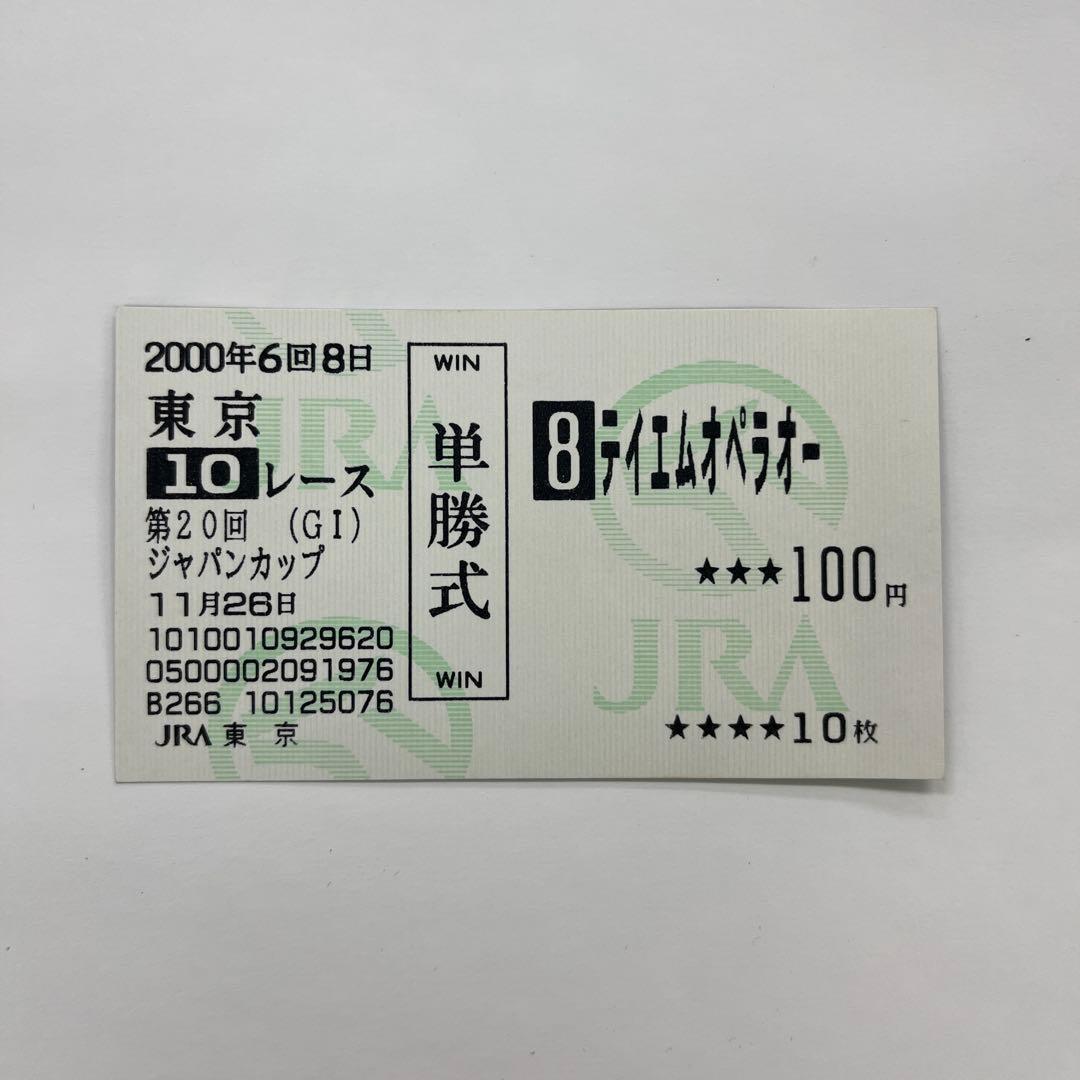 2000年6回8日
東京
10レース
第20回 (GI)
ジャパンカップ
11月26日
1010010929620
0500002091976
B266 10125076
JRA 東京
WIN
単勝式
WIN
8 テイエムオペラオー
★★★100円
★★★★10枚
JRA
JRA